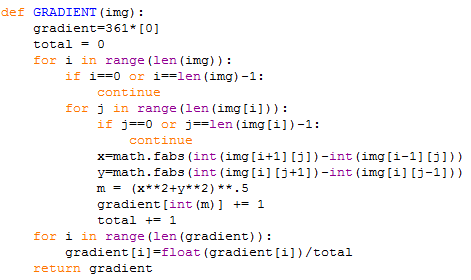 def GRADIENT(img):
    gradient=361*[0]
    total = 0
    for i in range(len(img)):
        if i==0 or i==len(img)-1:
            continue
        for j in range(len(img[i])):
            if j==0 or j==len(img[i])-1:
                continue
            x=math.fabs(int(img[i+1][j])-int(img[i-1][j]))
            y=math.fabs(int(img[i][j+1])-int(img[i][j-1]))
            m = (x**2+y**2)**.5
            gradient[int(m)] += 1
            total += 1
    for i in range(len(gradient)):
        gradient[i]=float(gradient[i])/total
    return gradient